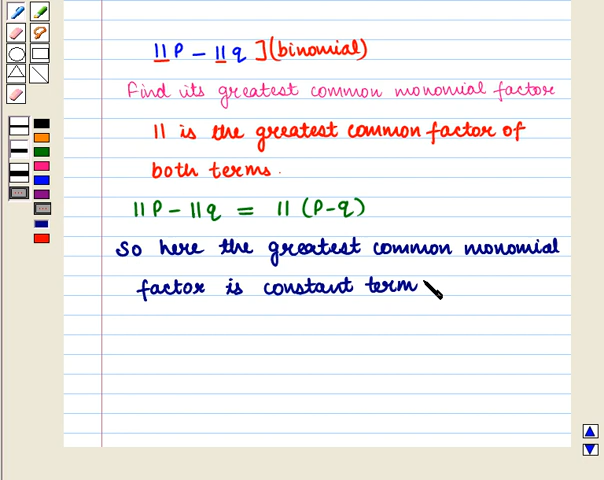 11p - 11q ](binomial)
Find its greatest common monomial factor
11 is the greatest common factor of
both terms.
11p - 11q = 11 (p-q)
So here the greatest common monomial
factor is constant term